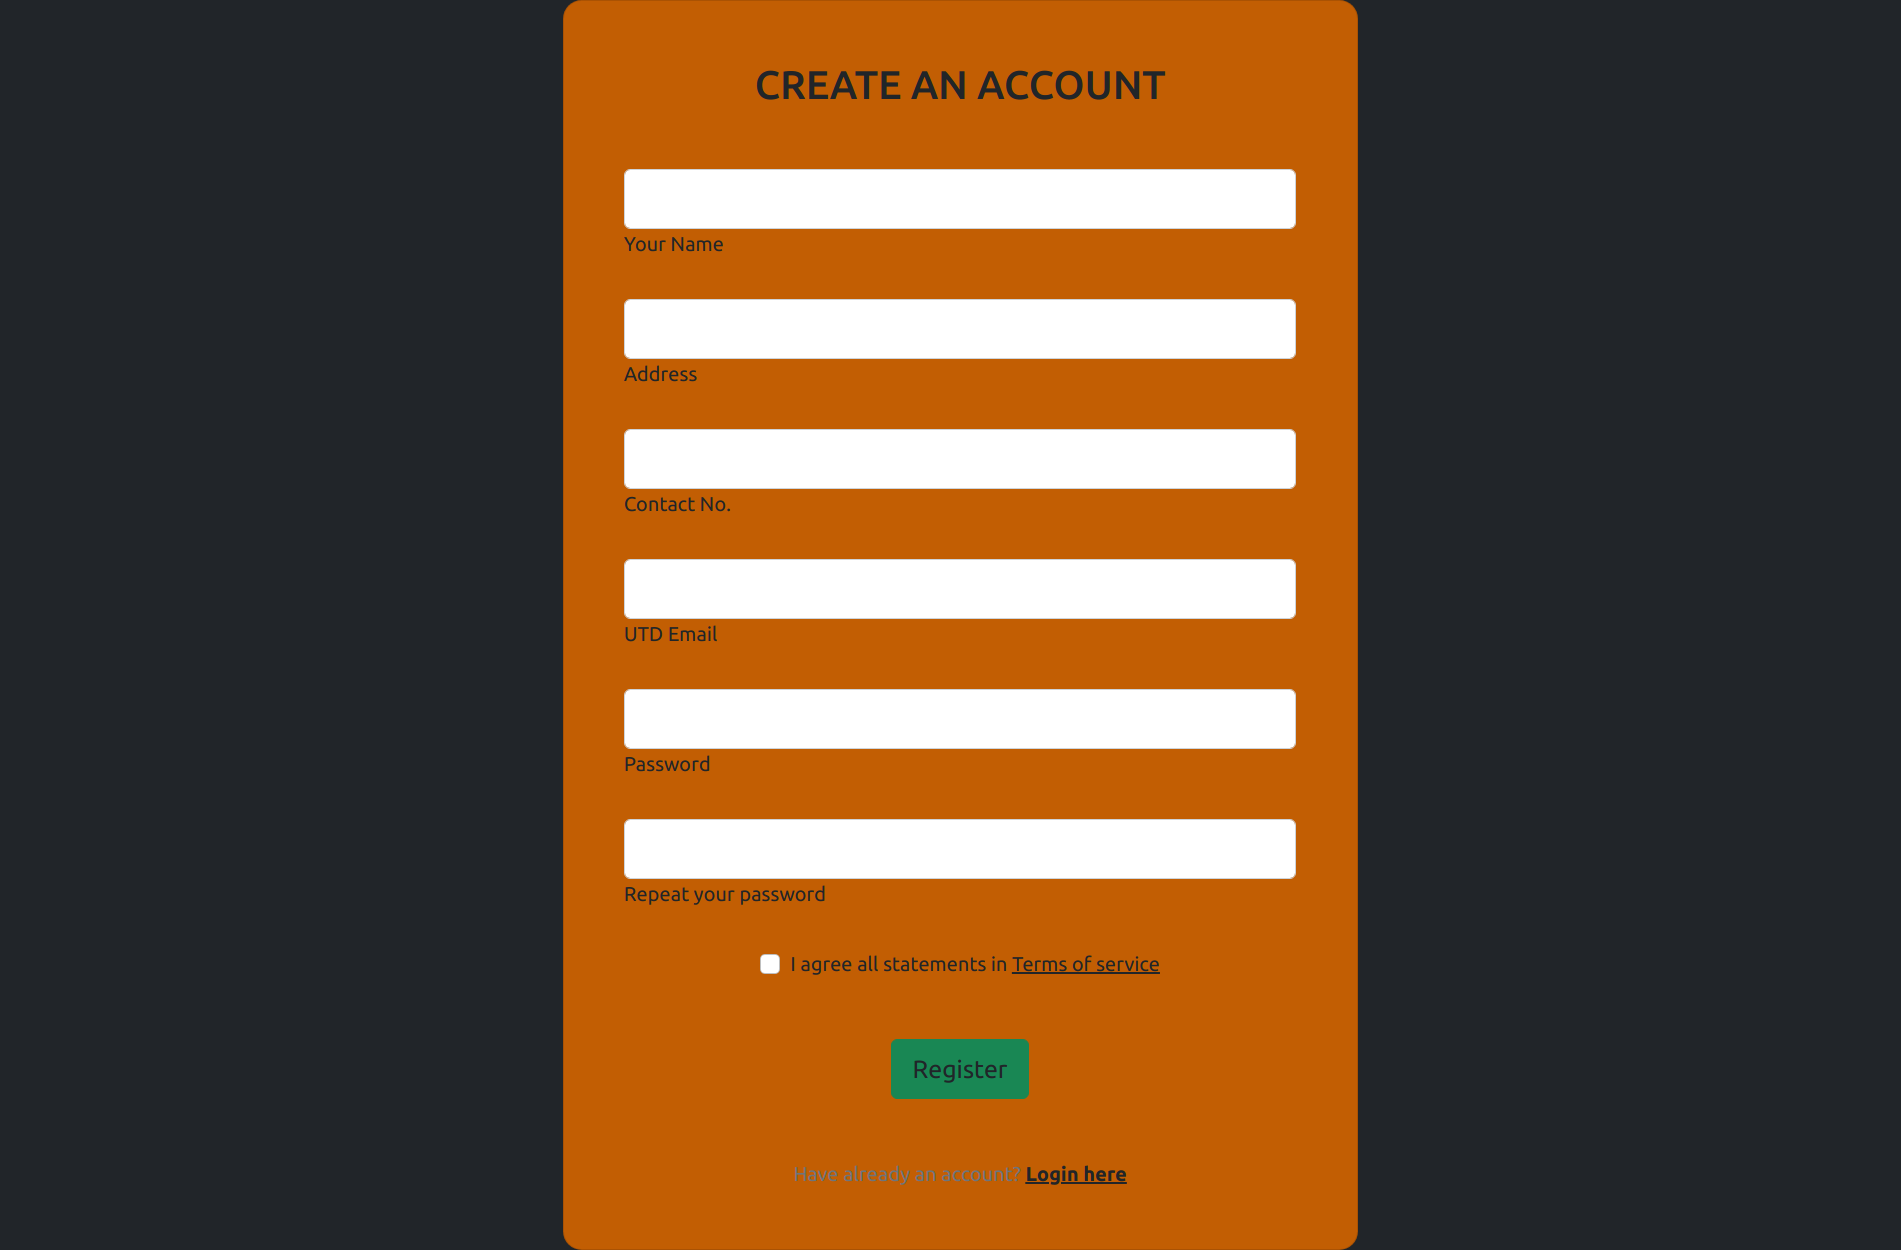 CREATE AN ACCOUNT
Your Name
Address
Contact No.
UTD Email
Password
Repeat your password
I agree all statements in Terms of service
Register
Have already an account? Login here